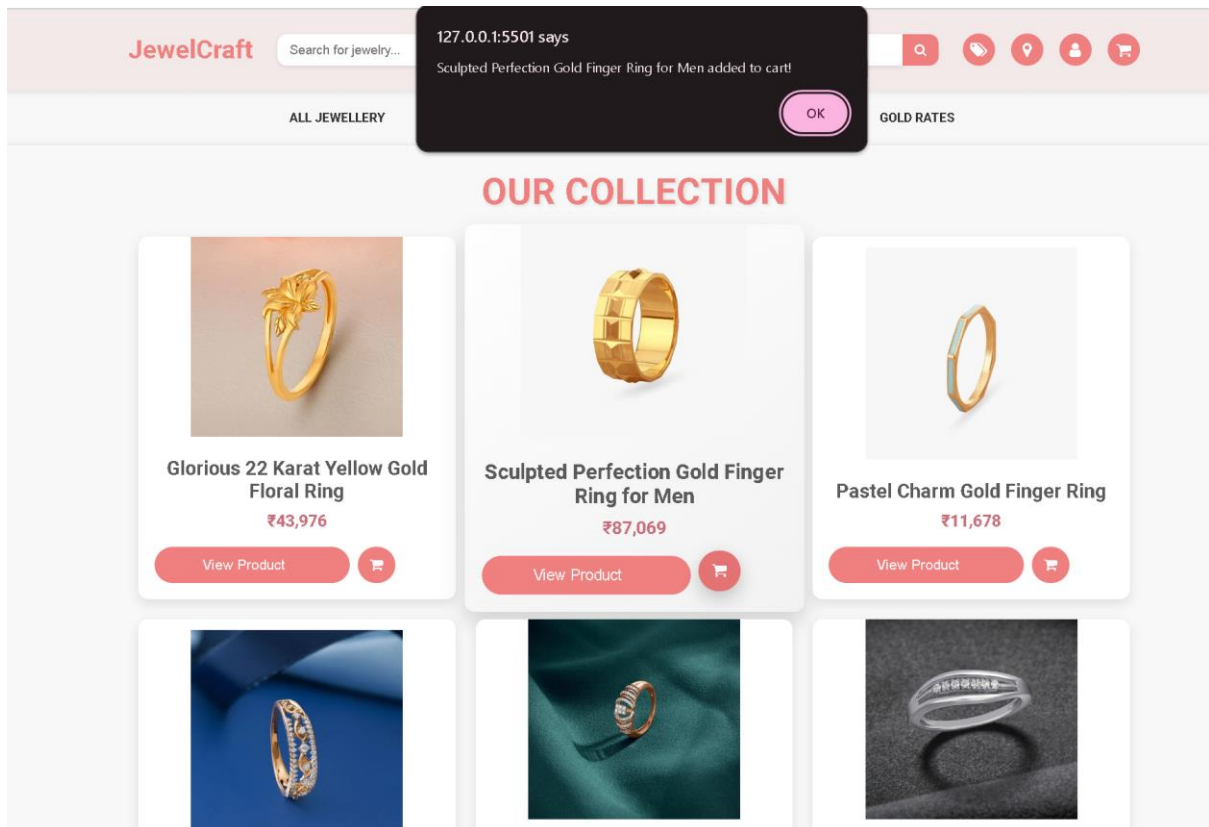 127.0.0.1:5501 says
Sculpted Perfection Gold Finger Ring for Men added to cart!
OK
JewelCraft
Search for jewelry...
ALL JEWELLERY
GOLD RATES
OUR COLLECTION
Glorious 22 Karat Yellow Gold
Floral Ring
₹43,976
View Product
Sculpted Perfection Gold Finger
Ring for Men
₹87,069
View Product
Pastel Charm Gold Finger Ring
₹11,678
View Product